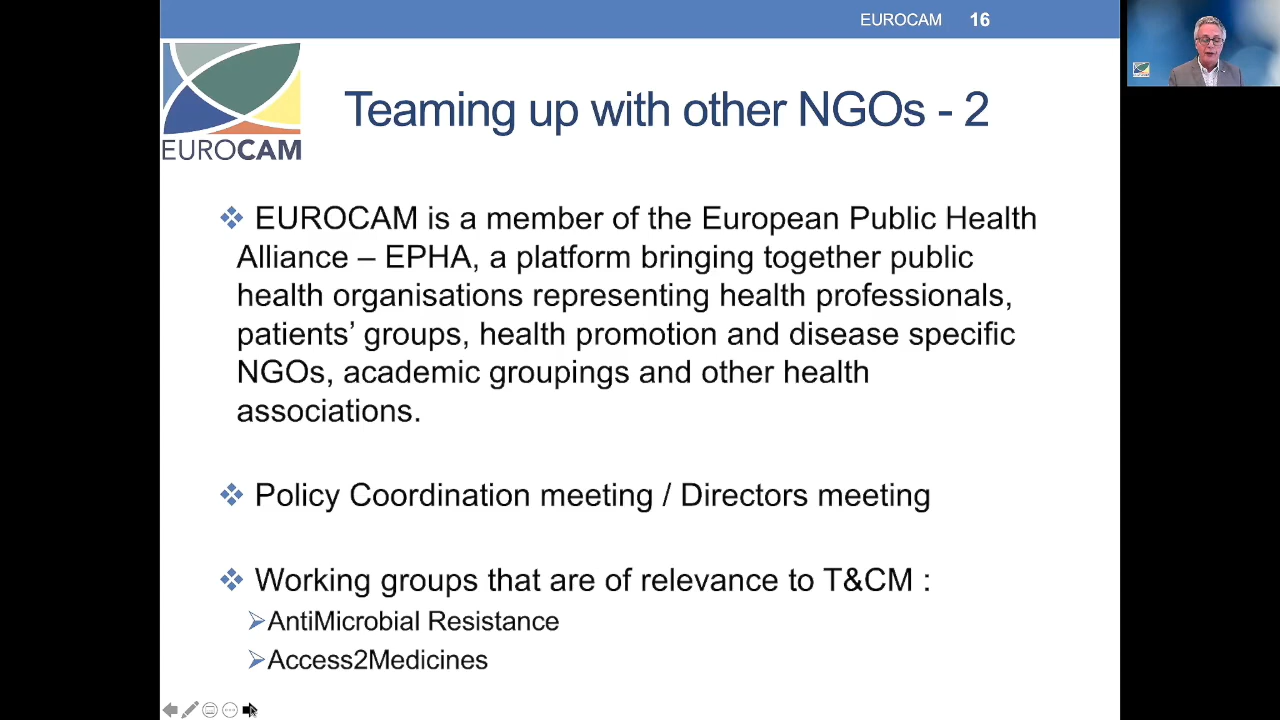 EUROCAM 16
EUROCAM
Teaming up with other NGOs - 2
EUROCAM is a member of the European Public Health
Alliance – EPHA, a platform bringing together public
health organisations representing health professionals,
patients’ groups, health promotion and disease specific
NGOs, academic groupings and other health
associations.
Policy Coordination meeting / Directors meeting
Working groups that are of relevance to T&CM :
AntiMicrobial Resistance
Access2Medicines